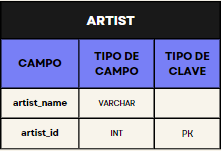 ARTIST
CAMPO TIPO DE CAMPO TIPO DE CLAVE
artist_name VARCHAR
artist_id INT PK